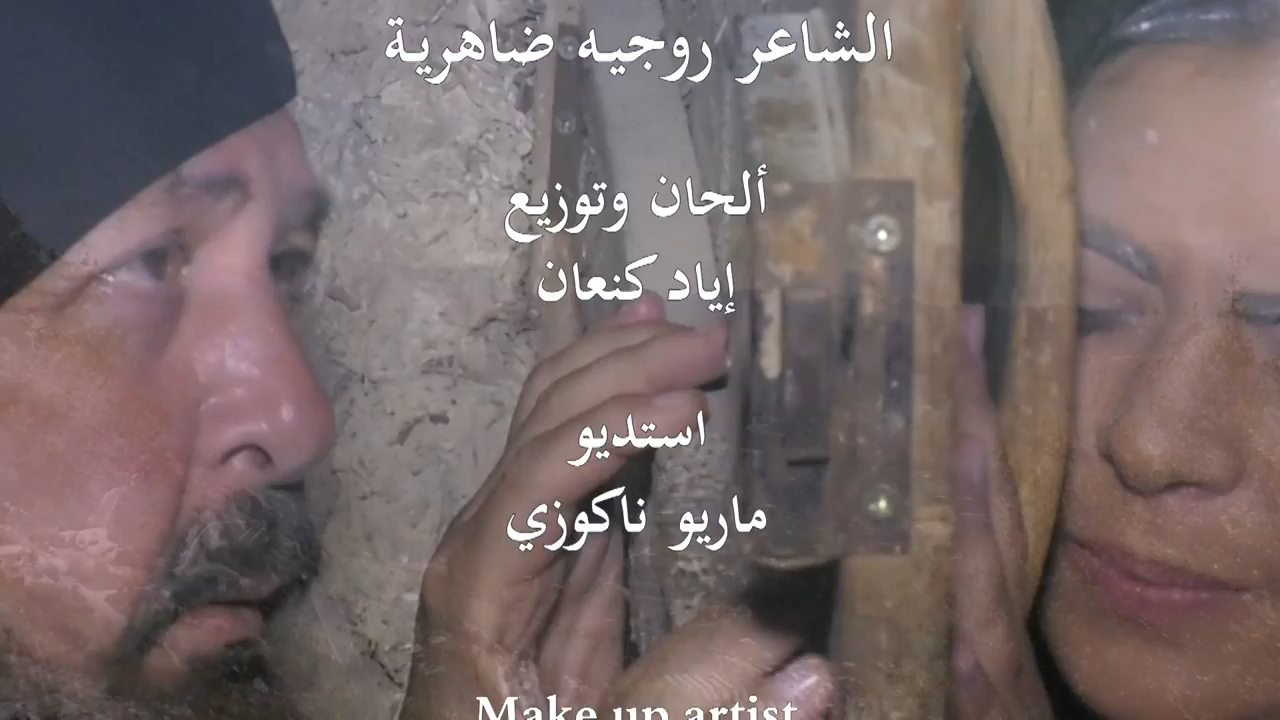 الشاعر روجيه ضاهرية
ألحان وتوزيع
إياد كنعان
استديو
ماريو ناكوزي
Make up artist